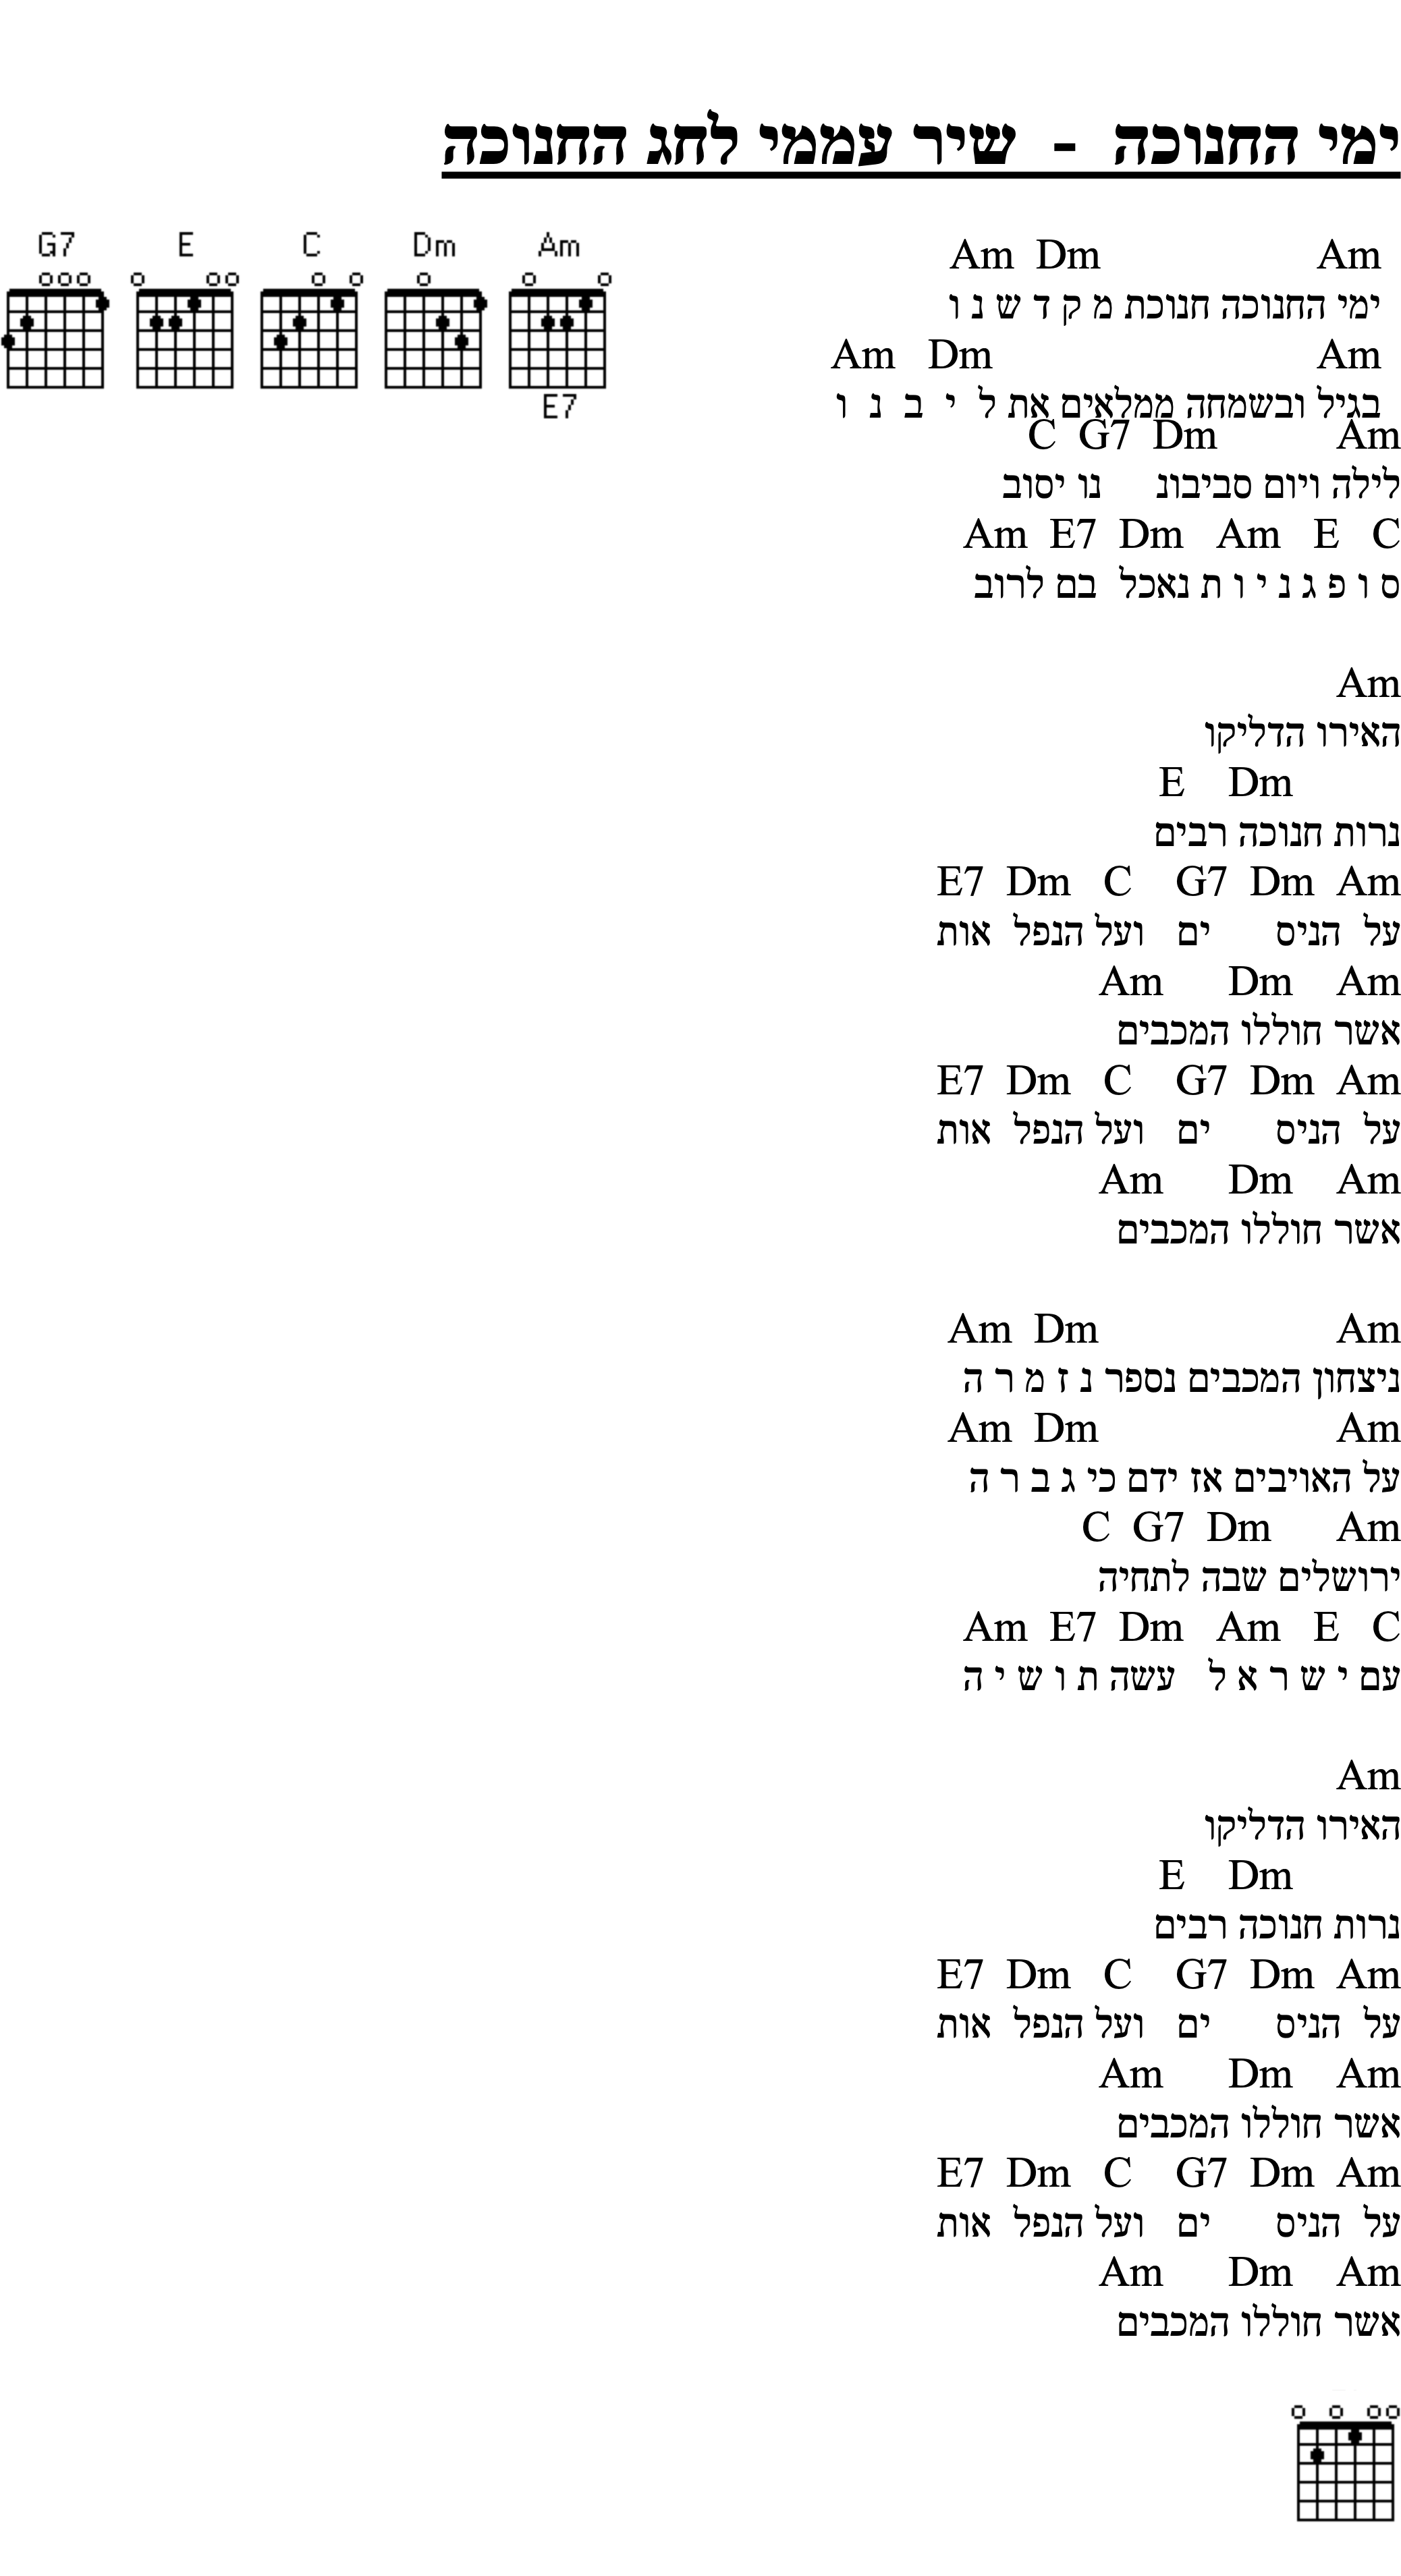 ימי החנוכה - שיר עממי לחג החנוכה
G7 E C Dm Am
E7
Am Dm Am
ימי החנוכה חנוכת מ ק ד ש נ ו
Am Dm Am
בגיל ובשמחה ממלאים את ל י ב נ ו
C G7 Dm Am
לילה ויום סביבונ נו יסוב
Am E7 Dm Am E C
ס ו פ ג נ י ו ת נאכל בם לרוב
Am
האירו הדליקו
E Dm
נרות חנוכה רבים
E7 Dm C G7 Dm Am
על הניס ים ועל הנפל אות
Am Dm Am
אשר חוללו המכבים
E7 Dm C G7 Dm Am
על הניס ים ועל הנפל אות
Am Dm Am
אשר חוללו המכבים
Am Dm Am
ניצחון המכבים נספר נ ז מ ר ה
Am Dm Am
על האויבים אז ידם כי ג ב ר ה
C G7 Dm Am
ירושלים שבה לתחיה
Am E7 Dm Am E C
עם י ש ר א ל עשה ת ו ש י ה
Am
האירו הדליקו
E Dm
נרות חנוכה רבים
E7 Dm C G7 Dm Am
על הניס ים ועל הנפל אות
Am Dm Am
אשר חוללו המכבים
E7 Dm C G7 Dm Am
על הניס ים ועל הנפל אות
Am Dm Am
אשר חוללו המכבים